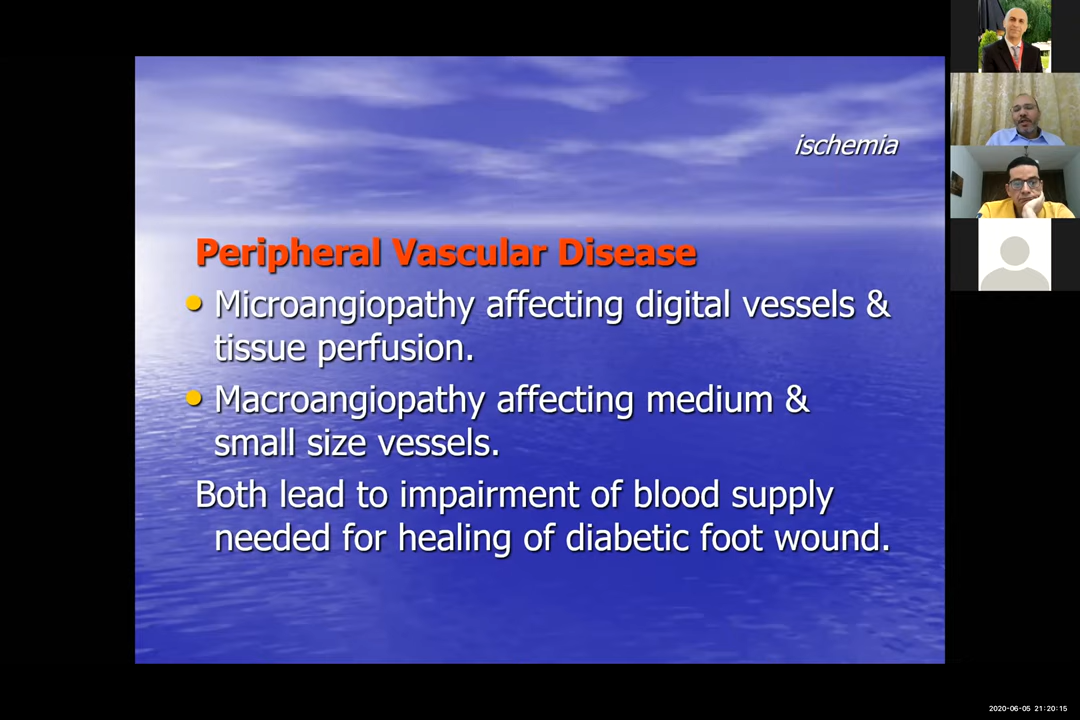 ischemia
Peripheral Vascular Disease
• Microangiopathy affecting digital vessels &
tissue perfusion.
• Macroangiopathy affecting medium &
small size vessels.
Both lead to impairment of blood supply
needed for healing of diabetic foot wound.
2020-06-05 21:20:15